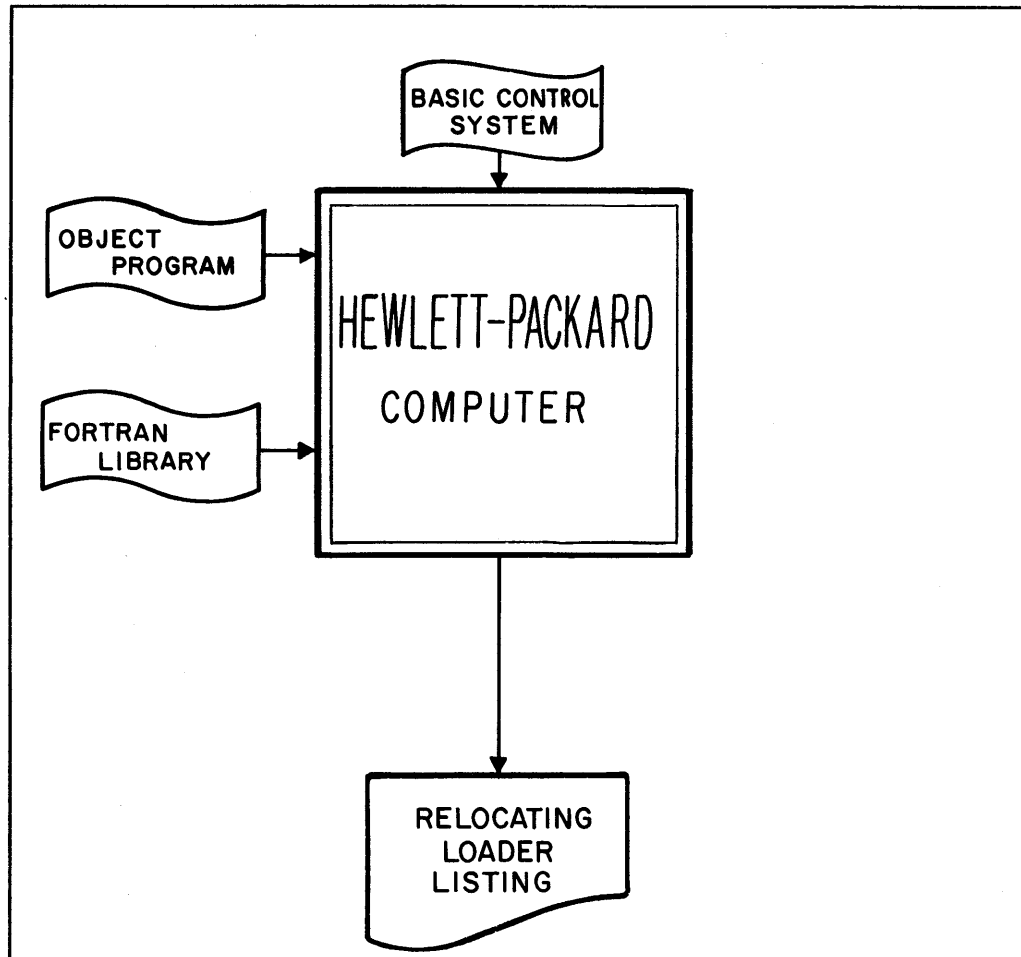 BASIC CONTROL
SYSTEM
OBJECT
PROGRAM
HEWLETT-PACKARD
COMPUTER
FORTRAN
LIBRARY
RELOCATING
LOADER
LISTING